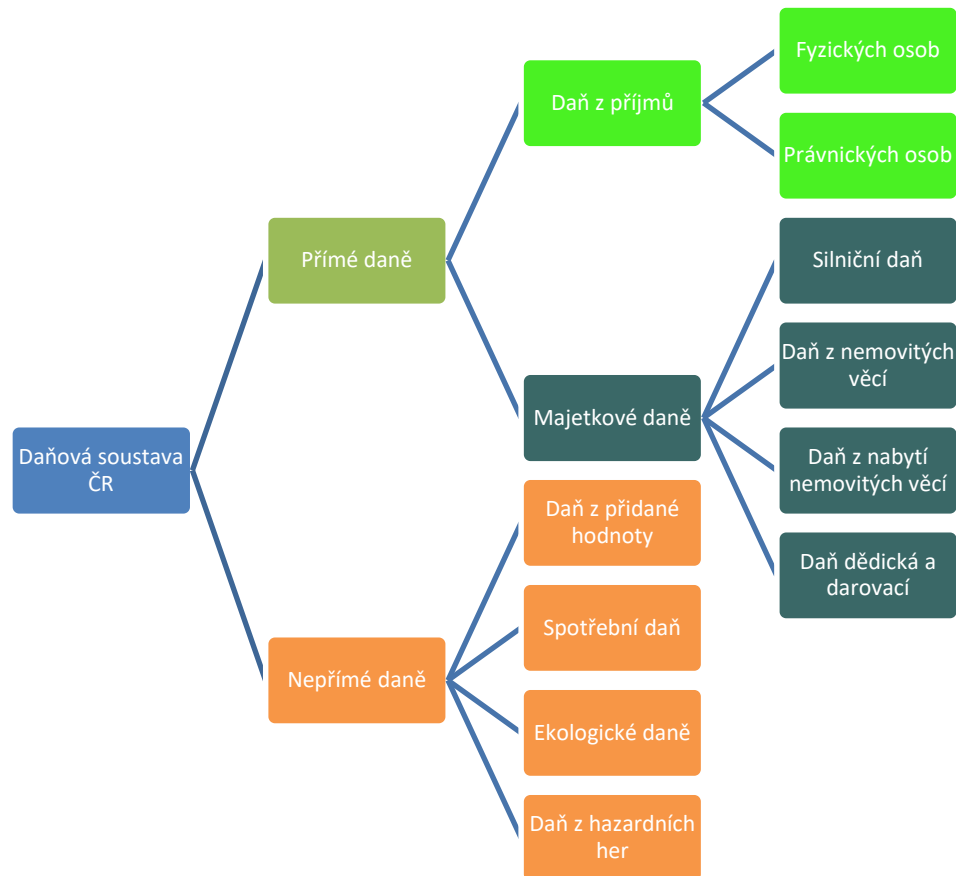 Fyzických osob
Daň z příjmů
Právnických osob
Přímé daně
Silniční daň
Daň z nemovitých
věcí
Majetkové daně
Daňová soustava
ČR
Daň z nabytí
nemovitých věcí
Daň z přidané
hodnoty
Daň dědická a
darovací
Spotřební daň
Nepřímé daně
Ekologické daně
Daň z hazardních
her